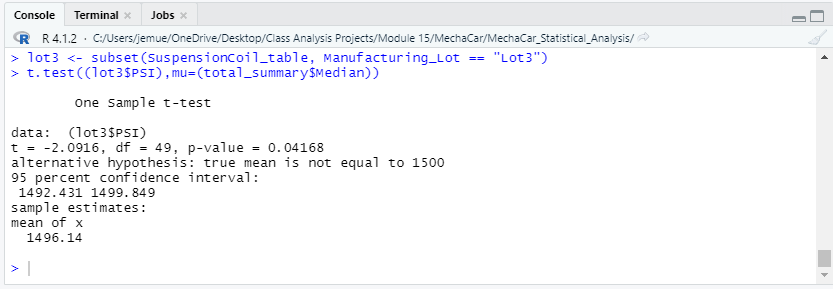 Console Terminal Jobs
R 4.1.2 · C:/Users/jemue/OneDrive/Desktop/Class Analysis Projects/Module 15/MechaCar/MechaCar_Statistical_Analysis/
> lot3 <- subset(SuspensionCoil_table, Manufacturing_Lot == "Lot3")
> t.test((lot3$PSI),mu=(total_summary$Median))
One Sample t-test
data:  (lot3$PSI)
t = -2.0916, df = 49, p-value = 0.04168
alternative hypothesis: true mean is not equal to 1500
95 percent confidence interval:
1492.431 1499.849
sample estimates:
mean of x
1496.14
>